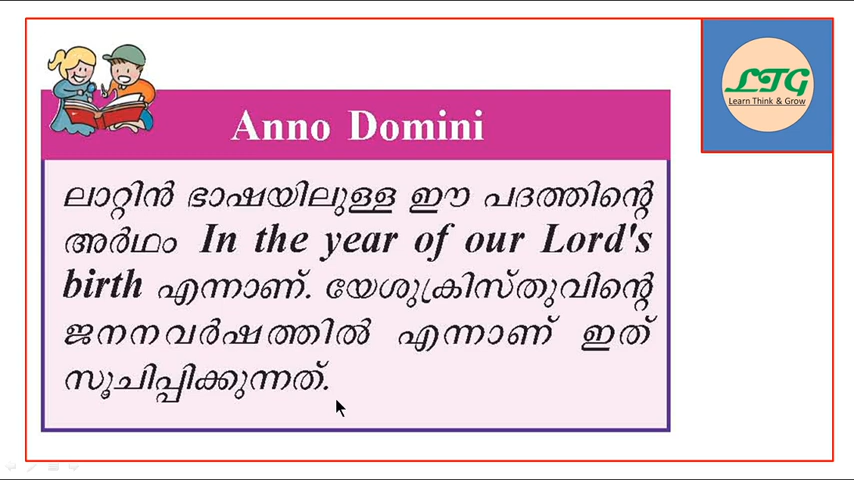 LTG
Learn Think & Grow
Anno Domini
ലാറ്റിൻ ഭാഷയിലുള്ള ഈ പദത്തിന്റെ
അർഥം In the year of our Lord's
birth എന്നാണ്. യേശുക്രിസ്തുവിന്റെ
ജനനവർഷത്തിൽ എന്നാണ് ഇത്
സൂചിപ്പിക്കുന്നത്.